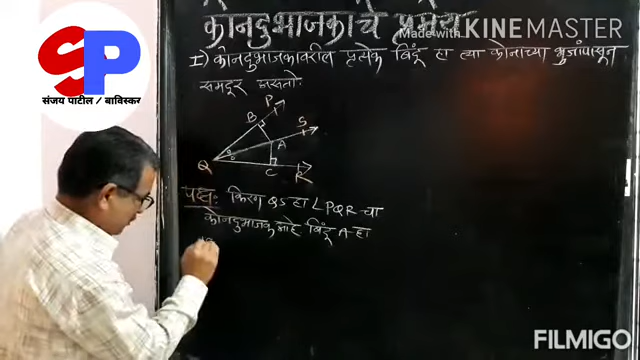 कोनदुभाजकाचे प्रमेय
Made with KINEMASTER
I) कोनदुभाजकावरील प्रत्येक बिंदू हा त्या कोनाच्या भुजांपासून
समदूर असतो.
SP
संजय पाटील / बाविस्कर
P
B
S
A
Q
C
R
पक्ष: किरण QS हा ∠PQR-चा
कोनदुभाजक आहे बिंदू A-हा
FILMIGO